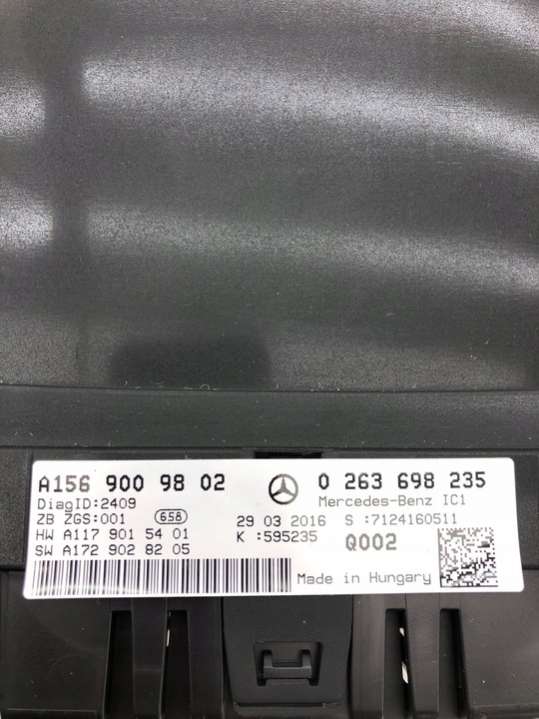 A156 900 98 02
0 263 698 235
DiagID:2409
Mercedes-Benz IC1
ZB ZGS:001 658
29 03 2016 S :7124160511
HW A117 901 54 01
K :595235 Q002
SW A172 902 82 05
Made in Hungary